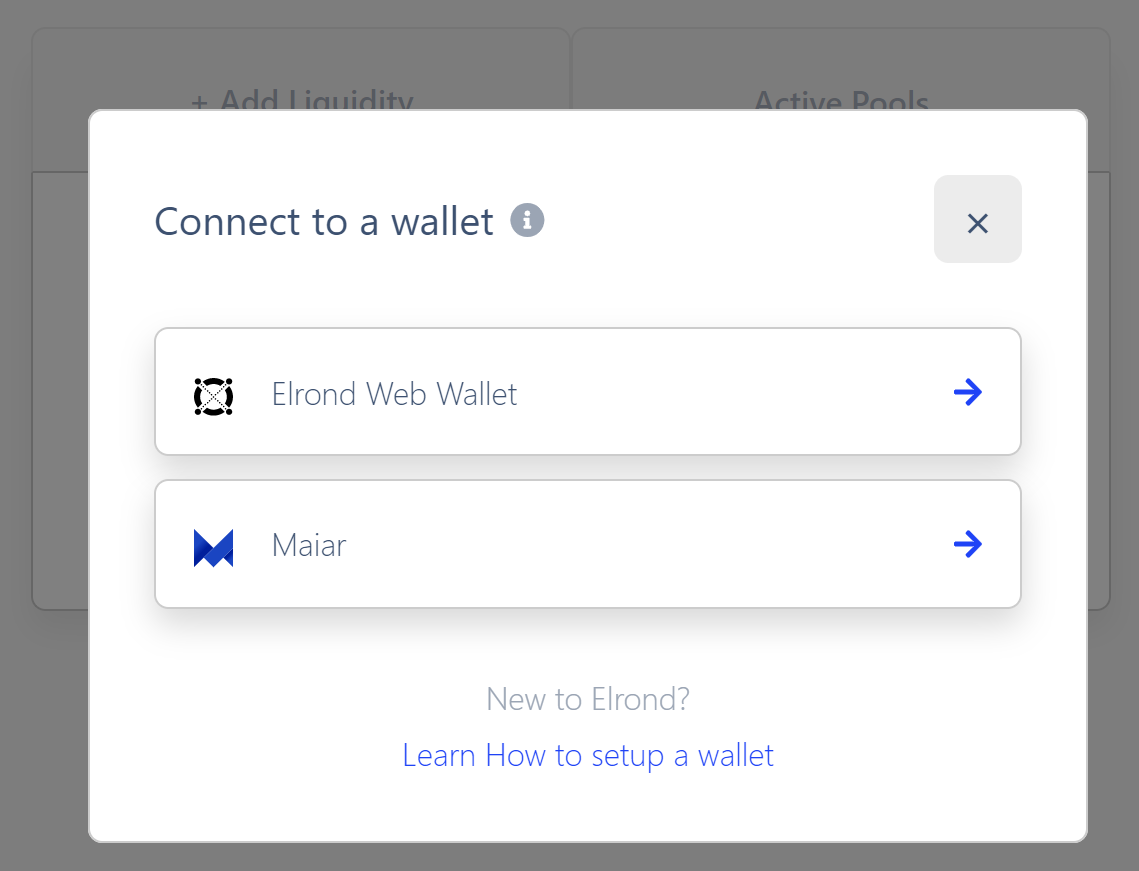 + Add Liquidity
Active Pools
Connect to a wallet
Elrond Web Wallet
Maiar
New to Elrond?
Learn How to setup a wallet